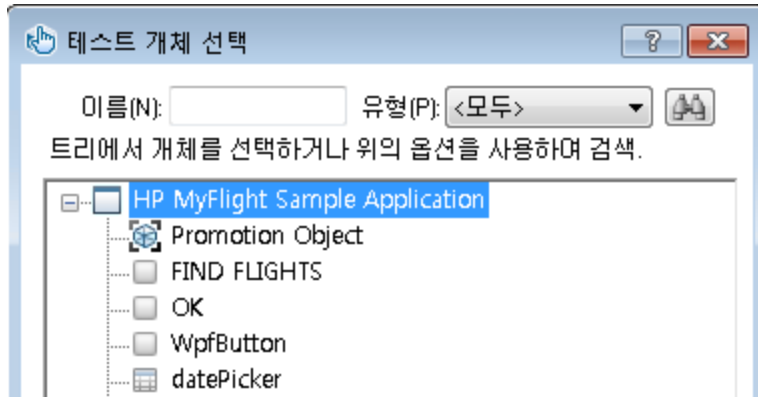 테스트 개체 선택
이름(N): 유형(P): <모두>
트리에서 개체를 선택하거나 위의 옵션을 사용하여 검색.
HP MyFlight Sample Application
Promotion Object
FIND FLIGHTS
OK
WpfButton
datePicker